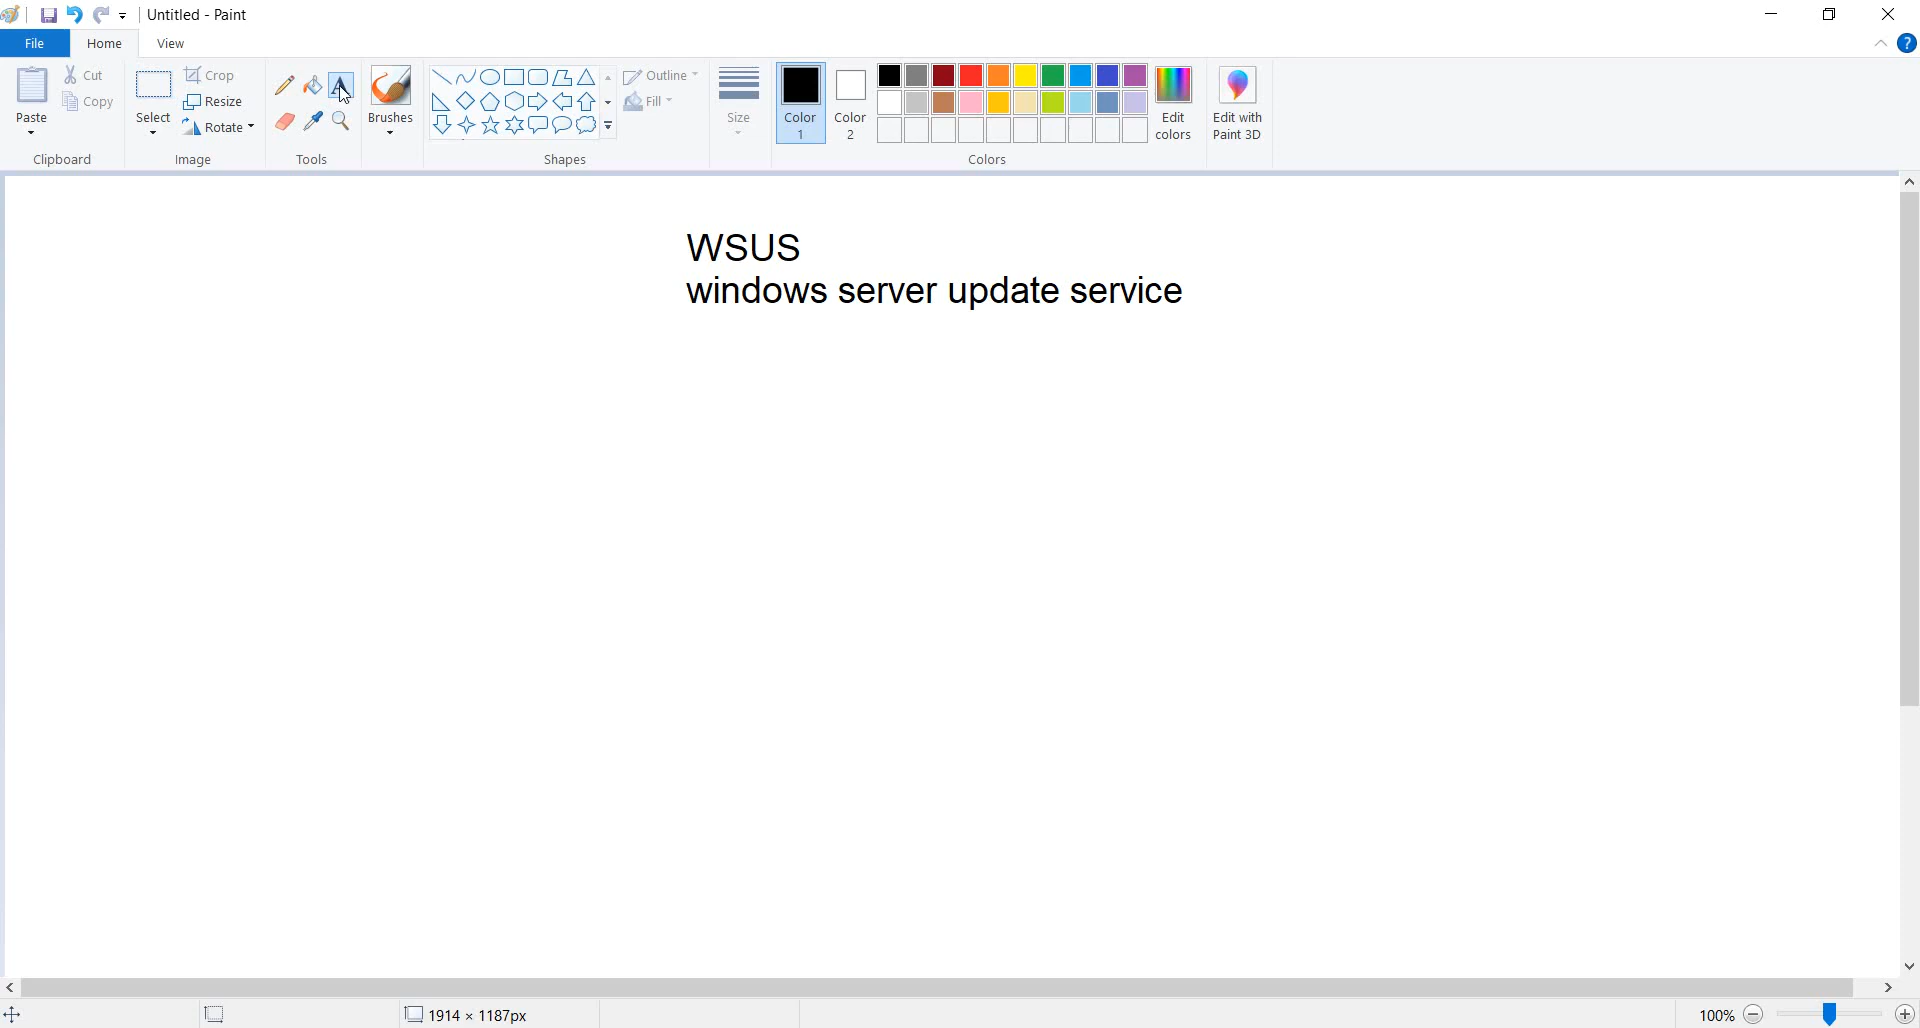 Untitled - Paint
File Home View
Cut
Copy
Paste
Clipboard
Select
Crop
Resize
Rotate
Image
Tools
Brushes
Shapes
Outline
Fill
Size
Color
1
Color
2
Edit
colors
Colors
Edit with
Paint 3D
WSUS
windows server update service
1914 × 1187px
100%